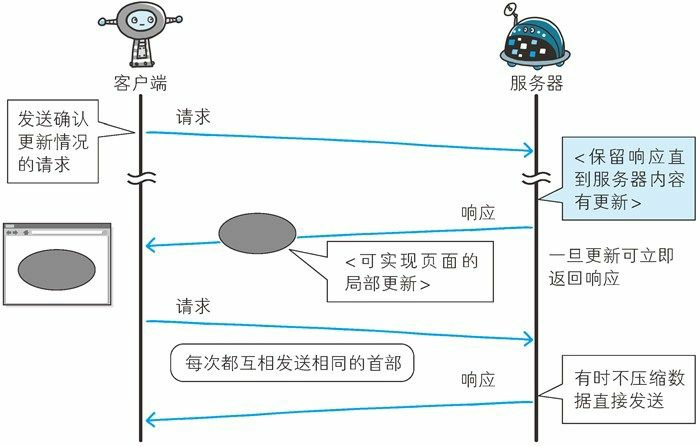 客户端
服务器
发送确认
更新情况
的请求
请求
<保留响应直
到服务器内容
有更新>
响应
<可实现页面的
局部更新>
一旦更新可立即
返回响应
请求
每次都互相发送相同的首部
响应
有时不压缩数
据直接发送